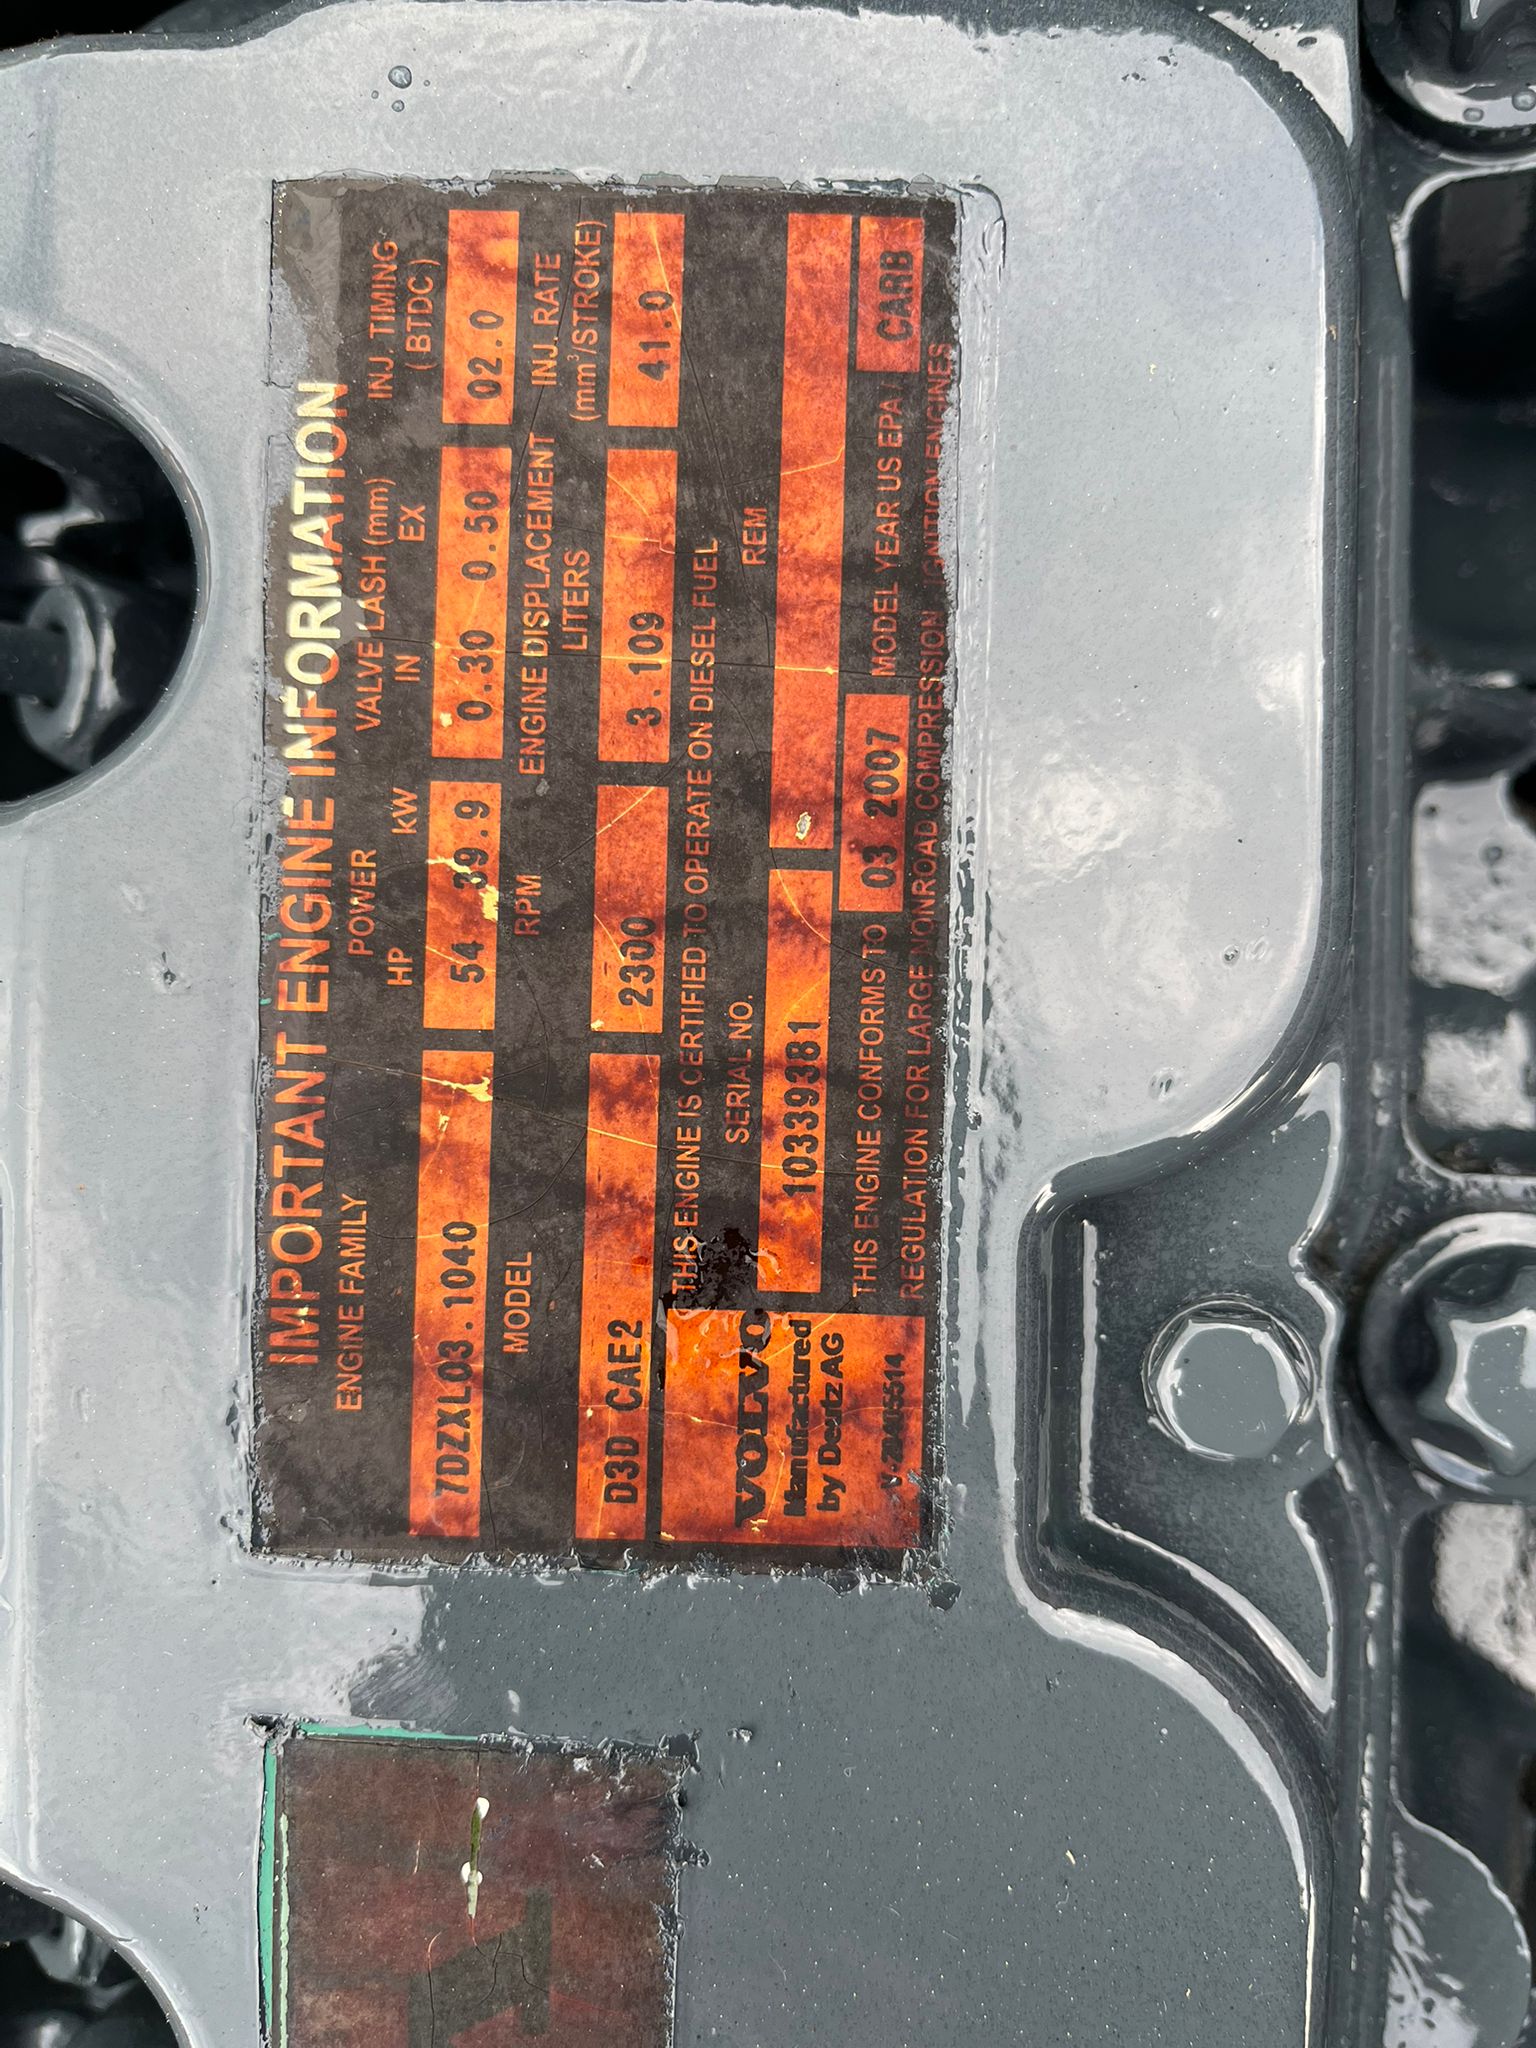 IMPORTANT ENGINE INFORMATION
ENGINE FAMILY POWER VALVE LASH (mm) INJ. TIMING
HP kW IN EX ( BTDC )
7DZXL03.1040 54 39.9 0.30 0.50 02.0
MODEL RPM ENGINE DISPLACEMENT INJ. RATE
LITERS (mm³/STROKE)
D3D CAE2 2300 3.109 41.0
THIS ENGINE IS CERTIFIED TO OPERATE ON DIESEL FUEL
SERIAL NO. REM
VOLVO
10339381
Manufactured
by Deutz AG
THIS ENGINE CONFORMS TO 03 2007 MODEL YEAR US EPA / CARB
REGULATION FOR LARGE NONROAD COMPRESSION IGNITION ENGINES